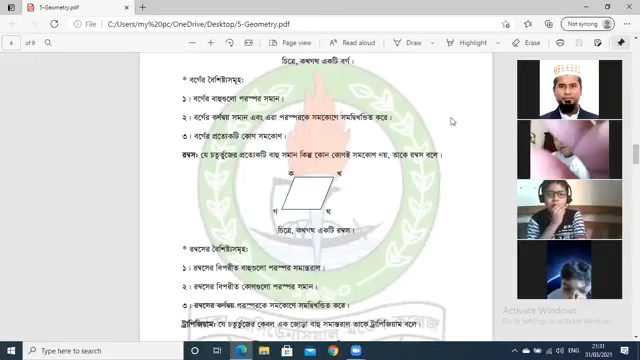 5-Geometry.pdf
C:/Users/my%20pc/OneDrive/Desktop/5-Geometry.pdf
Not syncing
4 of 9
Page view
Read aloud
Draw
Highlight
Erase
চিত্রে, কখগঘ একটি বর্গ।
* বর্গের বৈশিষ্ট্যসমূহ:
১। বর্গের বাহুগুলো পরস্পর সমান।
২। বর্গের কর্ণদ্বয় সমান এবং এরা পরস্পরকে সমকোণে সমদ্বিখন্ডিত করে।
৩। বর্গের প্রত্যেকটি কোণ সমকোণ।
রম্বস: যে চতুর্ভুজের প্রত্যেকটি বাহু সমান কিন্তু কোন কোণই সমকোণ নয়, তাকে রম্বস বলে।
ক খ
গ ঘ
চিত্রে, কখগঘ একটি রম্বস।
* রম্বসের বৈশিষ্ট্যসমূহ:
১। রম্বসের বিপরীত বাহুগুলো পরস্পর সমান্তরাল।
২। রম্বসের বিপরীত কোণগুলো পরস্পর সমান।
৩। রম্বসের কর্ণদ্বয় পরস্পরকে সমকোণে সমদ্বিখন্ডিত করে।
ট্রাপিজিয়াম: যে চতুর্ভুজের কেবল এক জোড়া বাহু সমান্তরাল তাকে ট্রাপিজিয়াম বলে।
Activate Windows
Go to Settings to activate Windows.
Type here to search
21:31
31/03/2021